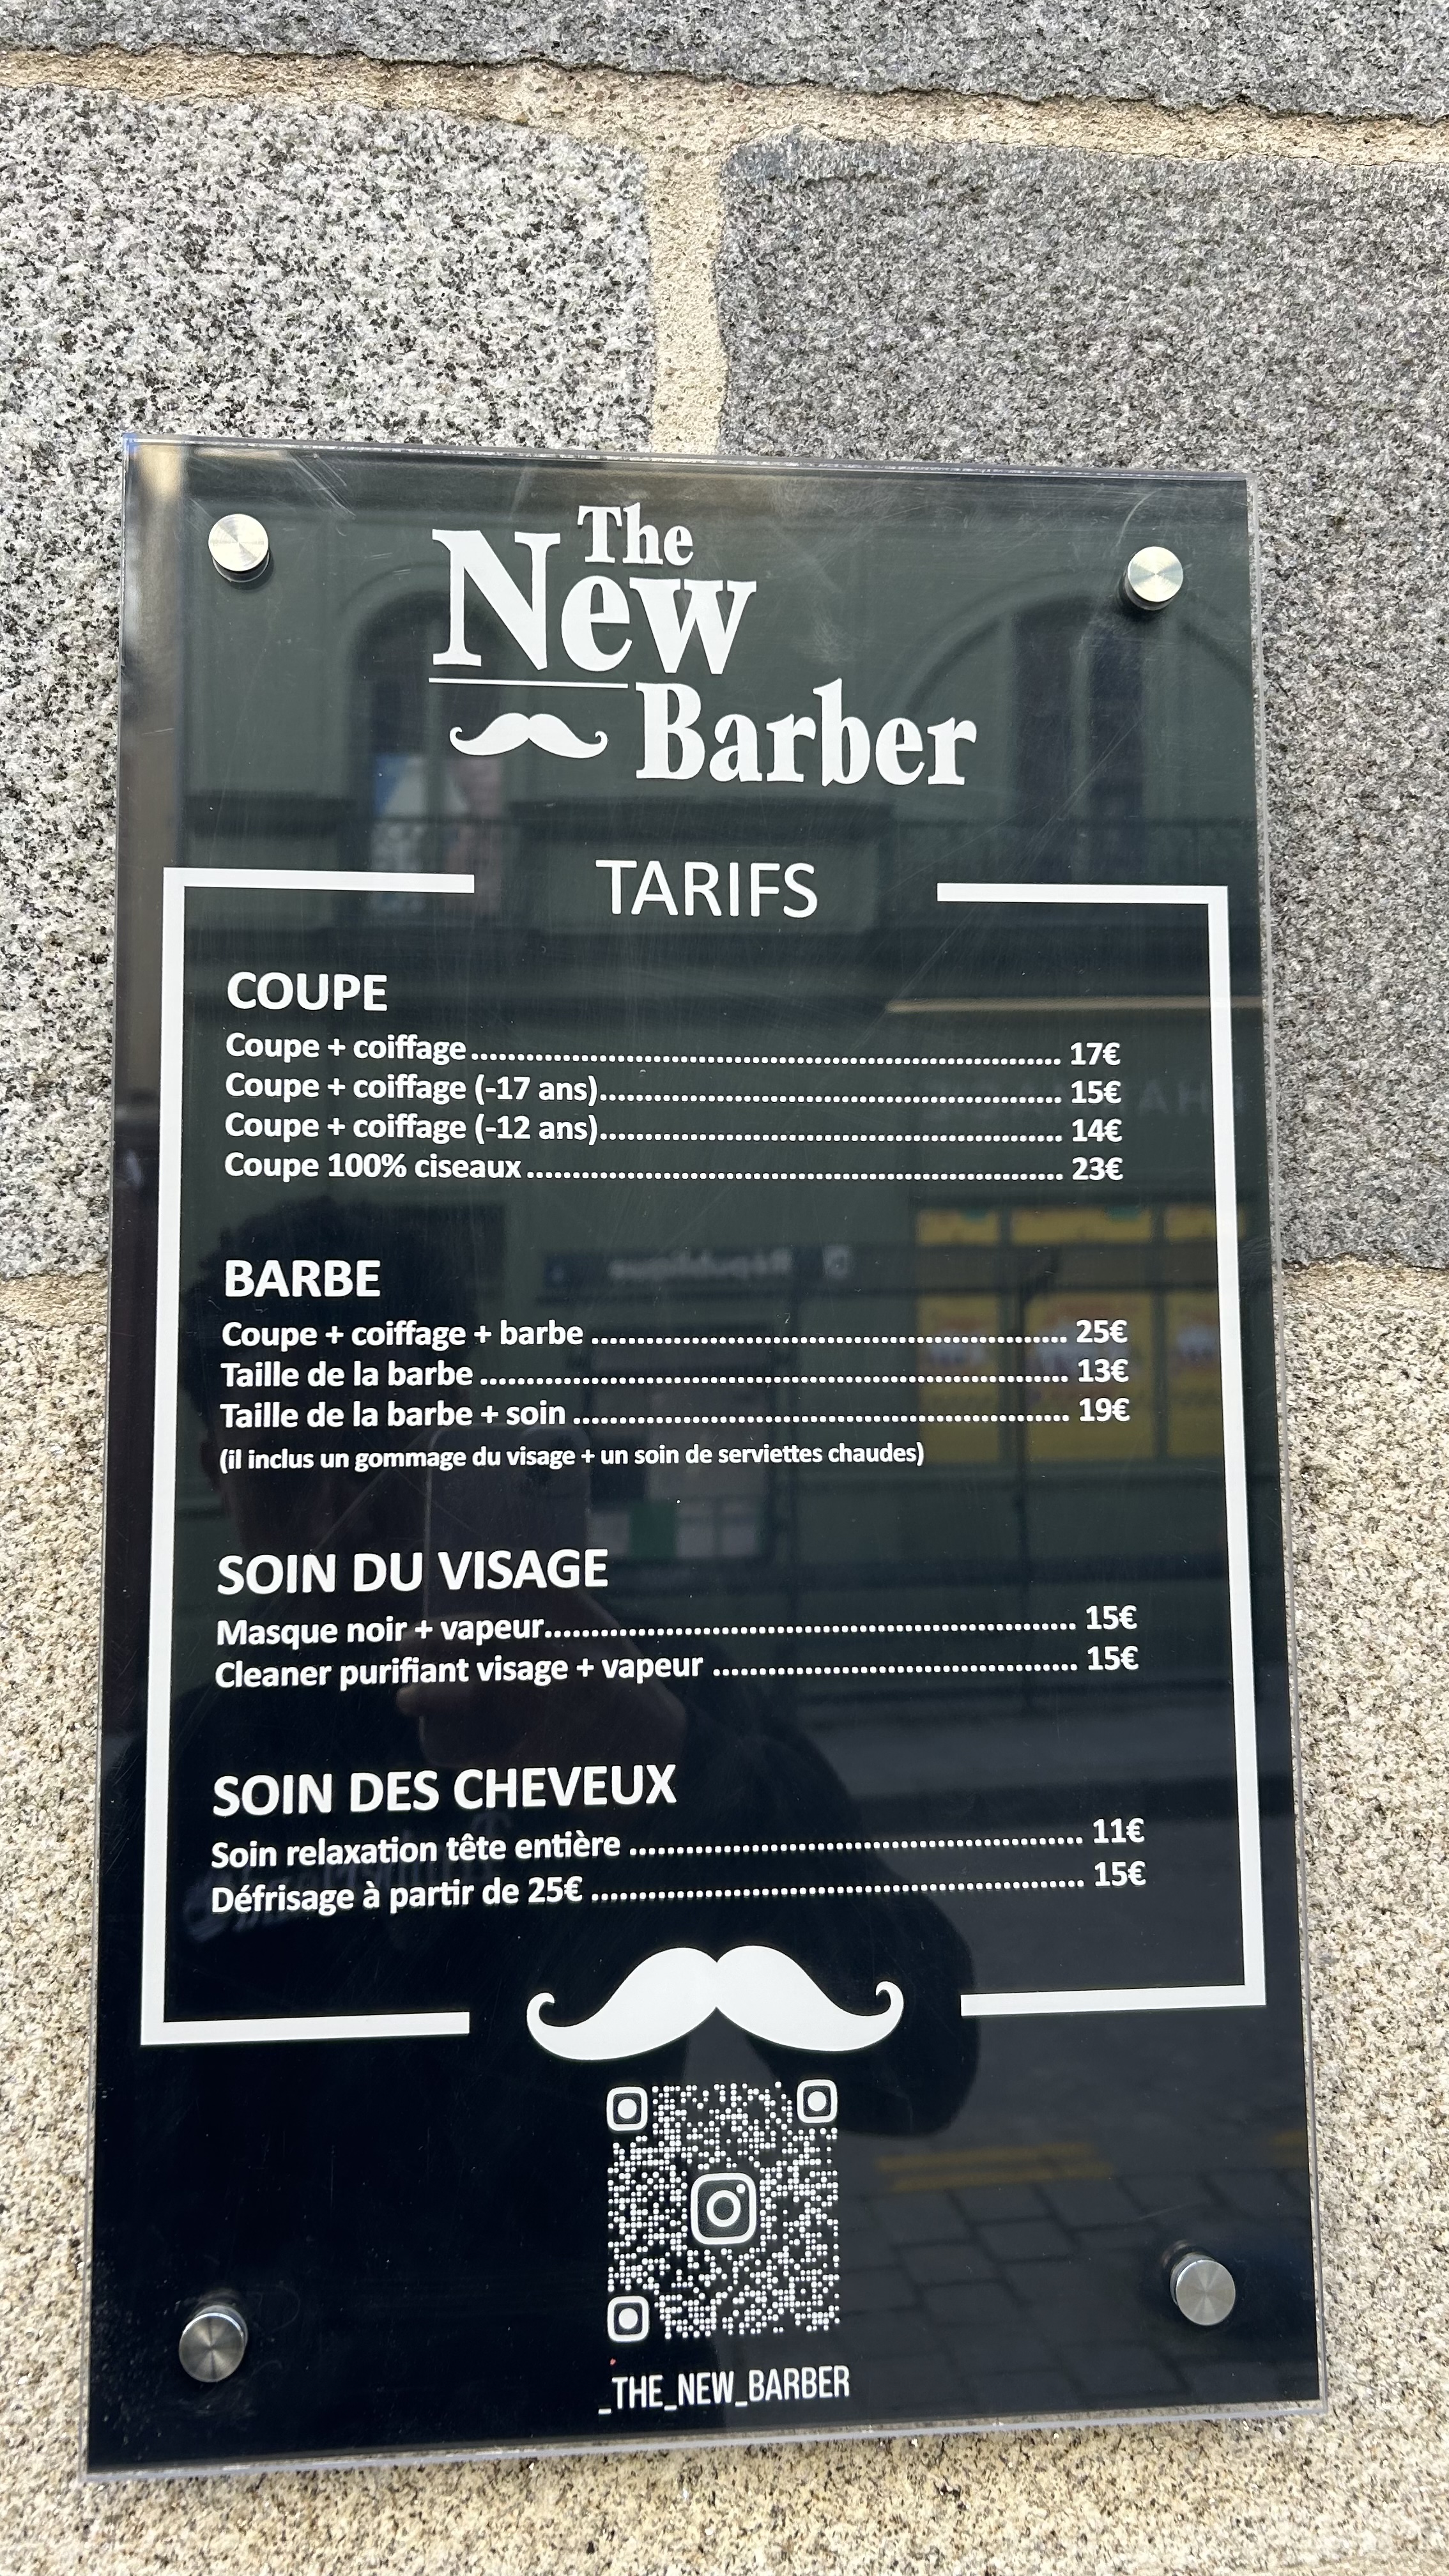 The
New
Barber
TARIFS
COUPE
Coupe + coiffage 17€
Coupe + coiffage (-17 ans) 15€
Coupe + coiffage (-12 ans) 14€
Coupe 100% ciseaux 23€
BARBE
Coupe + coiffage + barbe 25€
Taille de la barbe 13€
Taille de la barbe + soin 19€
(il inclus un gommage du visage + un soin de serviettes chaudes)
SOIN DU VISAGE
Masque noir + vapeur 15€
Cleaner purifiant visage + vapeur 15€
SOIN DES CHEVEUX
Soin relaxation tête entière 11€
Défrisage à partir de 25€ 15€
_THE_NEW_BARBER